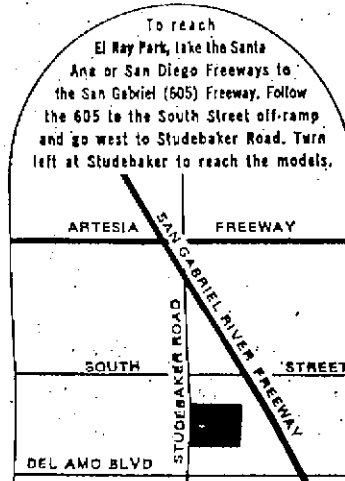 To reach
El Ray Park, take the Santa
Ana or San Diego Freeways to
the San Gabriel (605) Freeway. Follow
the 605 to the South Street off-ramp
and go west to Studebaker Road. Turn
left at Studebaker to reach the models.
ARTESIA FREEWAY
SAN GABRIEL RIVER FREEWAY
STUDEBAKER ROAD
SOUTH STREET
DEL AMO BLVD